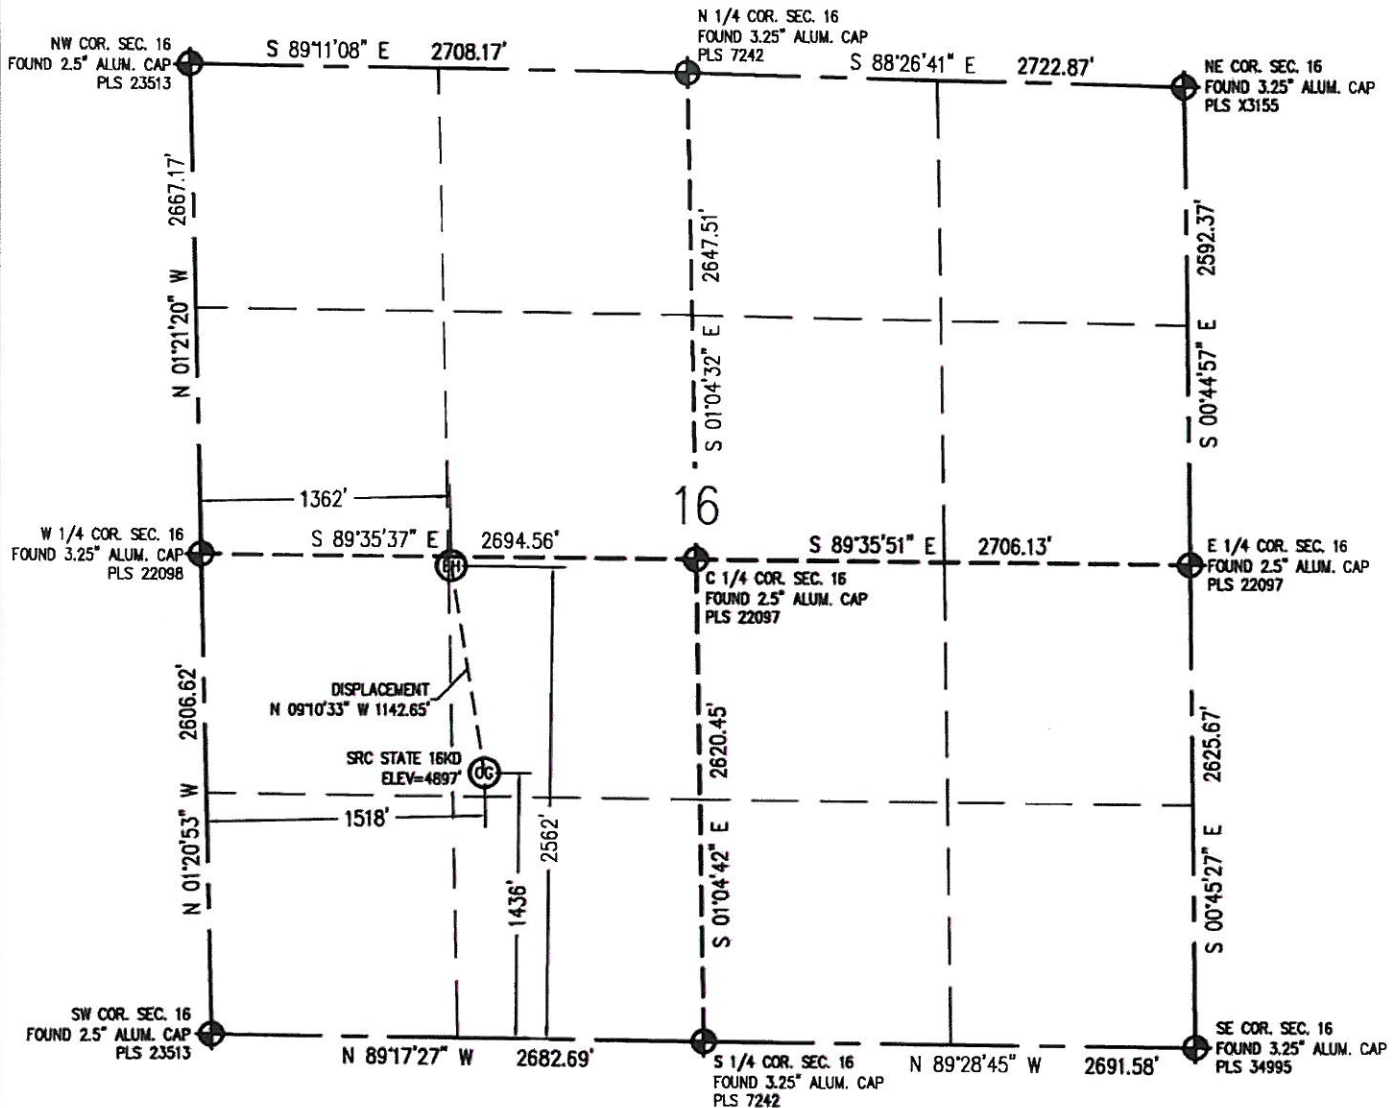 N 1/4 COR. SEC. 16
FOUND 3.25" ALUM. CAP
PLS 7242
NW COR. SEC. 16
FOUND 2.5" ALUM. CAP
PLS 23513
S 89°11'08" E 2708.17'
S 88°26'41" E 2722.87'
NE COR. SEC. 16
FOUND 3.25" ALUM. CAP
PLS X3155
2667.17'
N 01°21'20" W
2647.51'
S 01°04'32" E
2592.37'
S 00°44'57" E
1362'
16
W 1/4 COR. SEC. 16
FOUND 3.25" ALUM. CAP
PLS 22098
S 89°35'37" E 2694.56'
S 89°35'51" E 2706.13'
E 1/4 COR. SEC. 16
FOUND 2.5" ALUM. CAP
PLS 22097
BH
C 1/4 COR. SEC. 16
FOUND 2.5" ALUM. CAP
PLS 22097
2606.62'
N 01°20'53" W
DISPLACEMENT
N 09°10'33" W 1142.65'
SRC STATE 16KD
ELEV=4897'
OG
1518'
1436'
2562'
2620.45'
S 01°04'42" E
2625.67'
S 00°45'27" E
SW COR. SEC. 16
FOUND 2.5" ALUM. CAP
PLS 23513
N 89°17'27" W 2682.69'
S 1/4 COR. SEC. 16
FOUND 3.25" ALUM. CAP
PLS 7242
N 89°28'45" W 2691.58'
SE COR. SEC. 16
FOUND 3.25" ALUM. CAP
PLS 34995